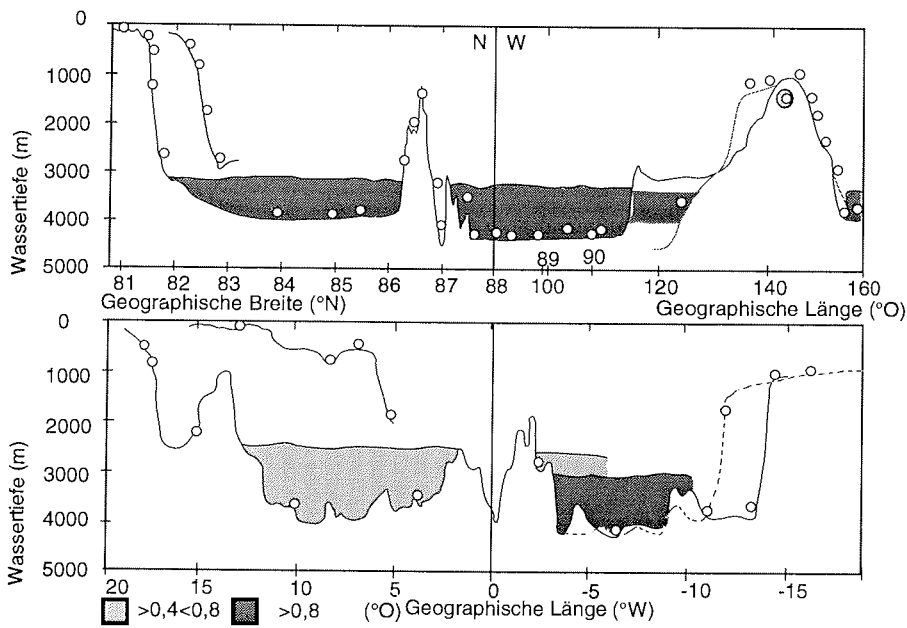 0
1000
2000
3000
4000
5000
Wassertiefe (m)
N W
89 90
81 82 83 84 85 86 87 88 100 120 140 160
Geographische Breite (°N) Geographische Länge (°O)
0
1000
2000
3000
4000
5000
Wassertiefe (m)
20 15 10 5 0 -5 -10 -15
>0,4<0,8 >0,8 (°O) Geographische Länge (°W)